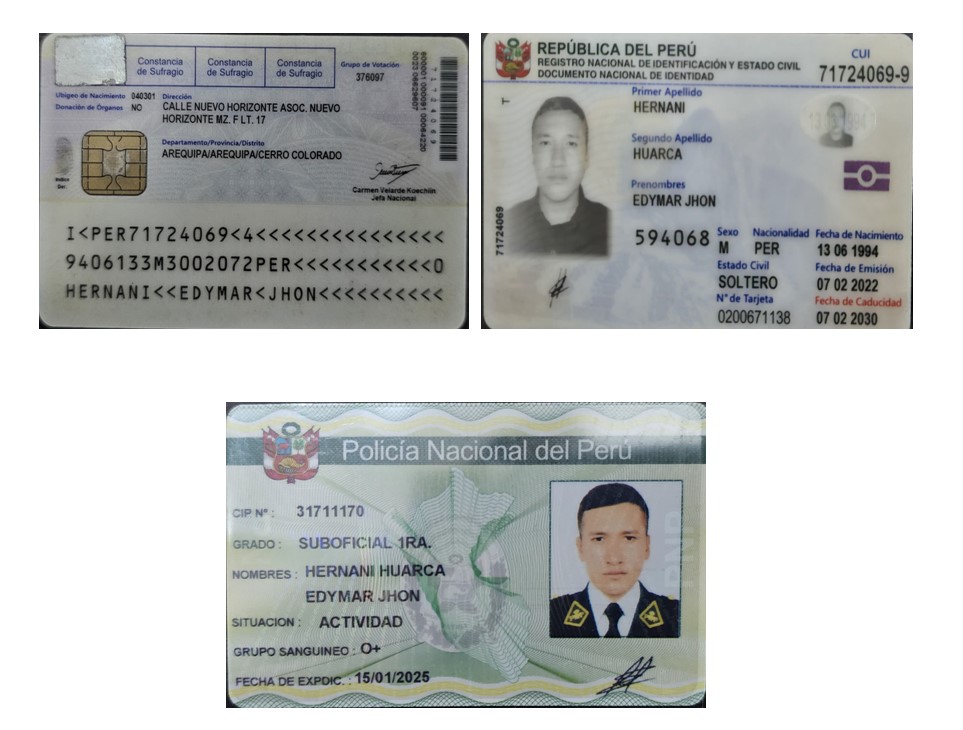 Constancia de Sufragio
Constancia de Sufragio
Constancia de Sufragio
Grupo de Votación
376097
Ubigeo de Nacimiento 040301
Donación de Órganos NO
Dirección
CALLE NUEVO HORIZONTE ASOC. NUEVO
HORIZONTE MZ. F LT. 17
Departamento/Provincia/Distrito
AREQUIPA/AREQUIPA/CERRO COLORADO
Indice
Der.
Carmen Velarde Koechlin
Jefa Nacional
I<PER71724069<4<<<<<<<<<<<<<<<
9406133M3002072PER<<<<<<<<<<<0
HERNANI<<EDYMAR<JHON<<<<<<<<<<
REPÚBLICA DEL PERÚ
REGISTRO NACIONAL DE IDENTIFICACIÓN Y ESTADO CIVIL
DOCUMENTO NACIONAL DE IDENTIDAD
CUI
71724069-9
T
71724069
Primer Apellido
HERNANI
Segundo Apellido
HUARCA
Prenombres
EDYMAR JHON
594068
Sexo Nacionalidad Fecha de Nacimiento
M PER 13 06 1994
Estado Civil Fecha de Emisión
SOLTERO 07 02 2022
N° de Tarjeta Fecha de Caducidad
0200671138 07 02 2030
Policía Nacional del Perú
CIP N° : 31711170
GRADO : SUBOFICIAL 1RA.
NOMBRES : HERNANI HUARCA
EDYMAR JHON
SITUACION : ACTIVIDAD
GRUPO SANGUINEO : O+
FECHA DE EXPDIC. : 15/01/2025
PNP